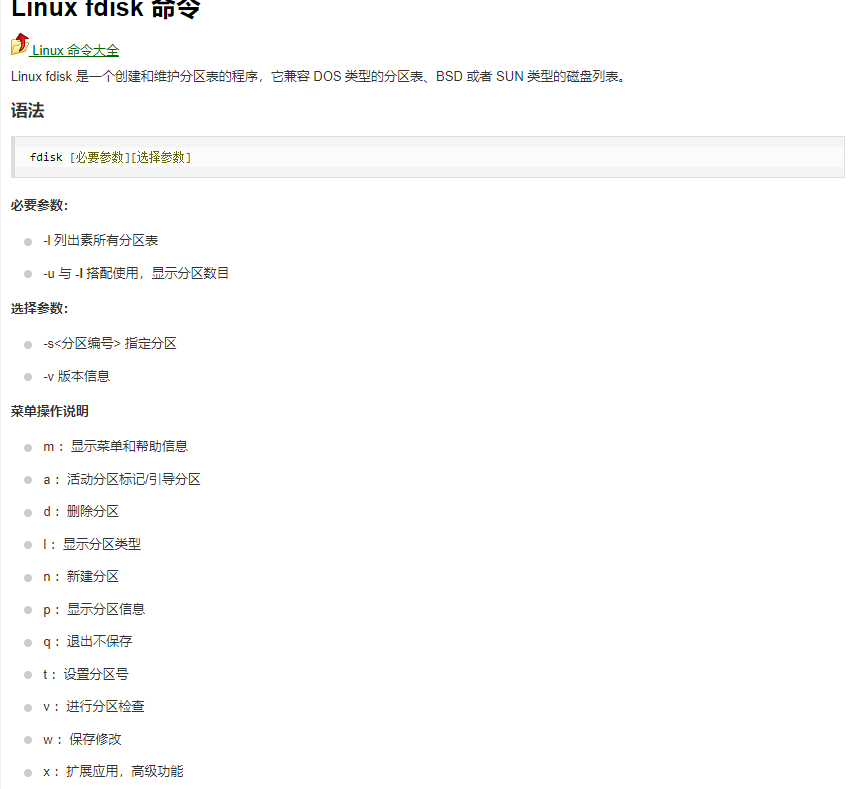 Linux fdisk 命令
Linux 命令大全
Linux fdisk 是一个创建和维护分区表的程序，它兼容 DOS 类型的分区表、BSD 或者 SUN 类型的磁盘列表。
语法
fdisk [必要参数][选择参数]
必要参数：
-l 列出素所有分区表
-u 与 -l 搭配使用，显示分区数目
选择参数：
-s<分区编号> 指定分区
-v 版本信息
菜单操作说明
m ：显示菜单和帮助信息
a ：活动分区标记/引导分区
d ：删除分区
l ：显示分区类型
n ：新建分区
p ：显示分区信息
q ：退出不保存
t ：设置分区号
v ：进行分区检查
w ：保存修改
x ：扩展应用，高级功能